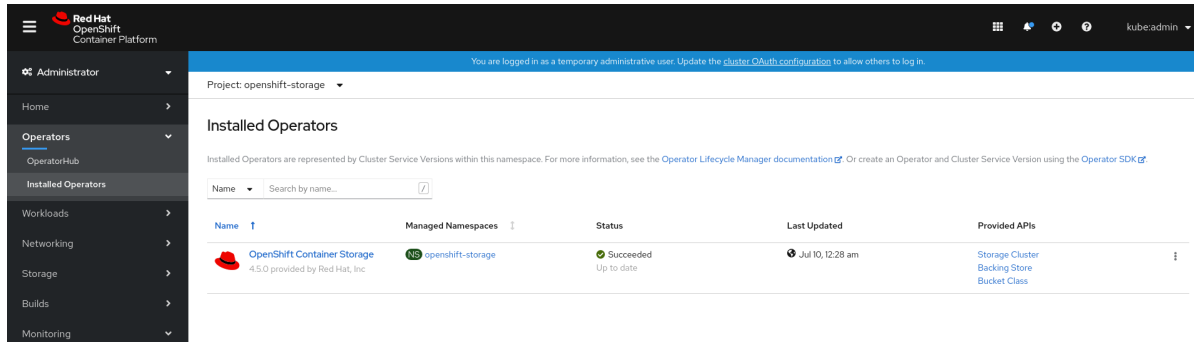 Red Hat
OpenShift
Container Platform
kube:admin
Administrator
You are logged in as a temporary administrative user. Update the cluster OAuth configuration to allow others to log in.
Project: openshift-storage
Home
Operators
OperatorHub
Installed Operators
Workloads
Networking
Storage
Builds
Monitoring
Installed Operators
Installed Operators are represented by Cluster Service Versions within this namespace. For more information, see the Operator Lifecycle Manager documentation. Or create an Operator and Cluster Service Version using the Operator SDK.
Name Search by name... /
Name Managed Namespaces Status Last Updated Provided APIs
OpenShift Container Storage NS openshift-storage Succeeded Jul 10, 12:28 am Storage Cluster
4.5.0 provided by Red Hat, Inc Up to date Backing Store
Bucket Class